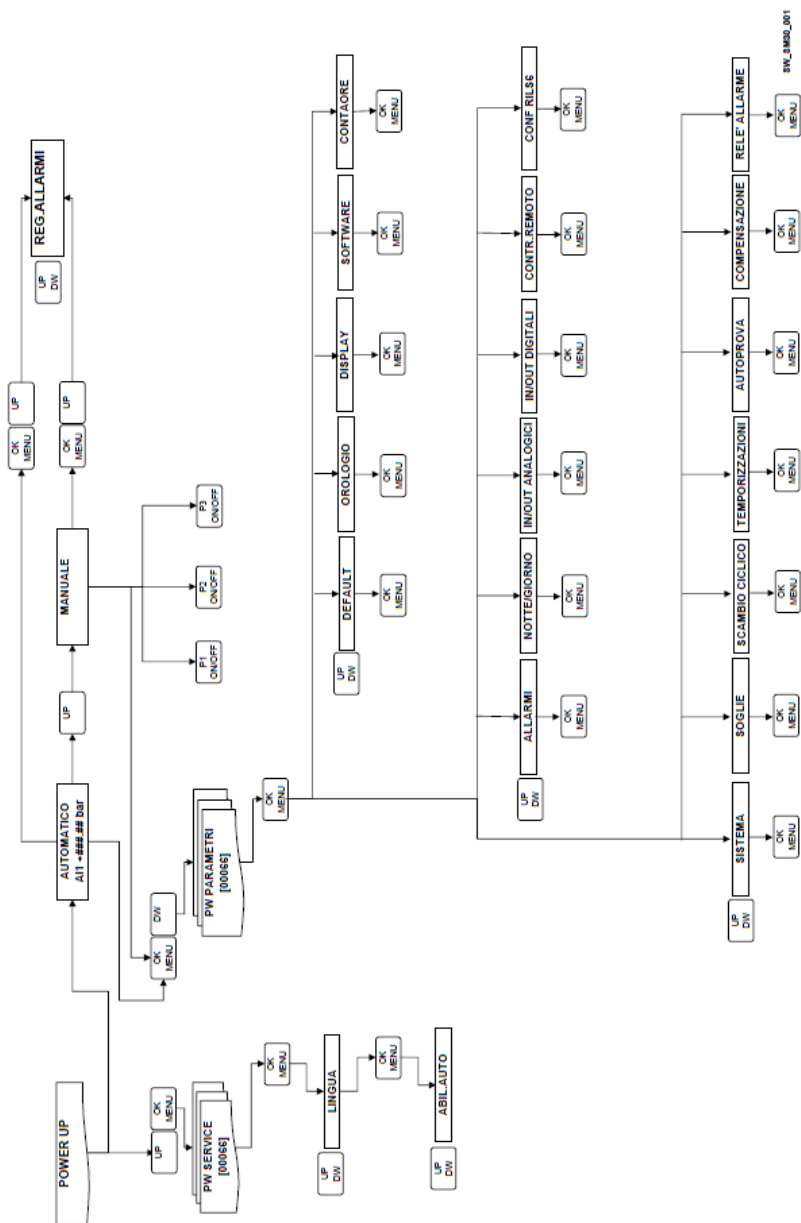 POWER UP
UP
OK
MENU
PW SERVICE
[00066]
OK
MENU
UP
DW
LINGUA
OK
MENU
UP
DW
ABIL.AUTO
AUTOMATICO
AI1 +###.## bar
UP
MANUALE
OK
MENU
UP
OK
MENU
UP
UP
DW
REG.ALLARMI
P1
ON/OFF
P2
ON/OFF
P3
ON/OFF
OK
MENU
DW
PW PARAMETRI
[00066]
OK
MENU
UP
DW
DEFAULT
OROLOGIO
DISPLAY
SOFTWARE
CONTAORE
OK
MENU
OK
MENU
OK
MENU
OK
MENU
OK
MENU
UP
DW
ALLARMI
NOTTE/GIORNO
IN/OUT ANALOGICI
IN/OUT DIGITALI
CONTR.REMOTO
CONF RILS6
OK
MENU
OK
MENU
OK
MENU
OK
MENU
OK
MENU
OK
MENU
UP
DW
SISTEMA
SOGLIE
SCAMBIO CICLICO
TEMPORIZZAZIONI
AUTOPROVA
COMPENSAZIONE
RELE' ALLARME
OK
MENU
OK
MENU
OK
MENU
OK
MENU
OK
MENU
OK
MENU
OK
MENU
SW_SM30_001